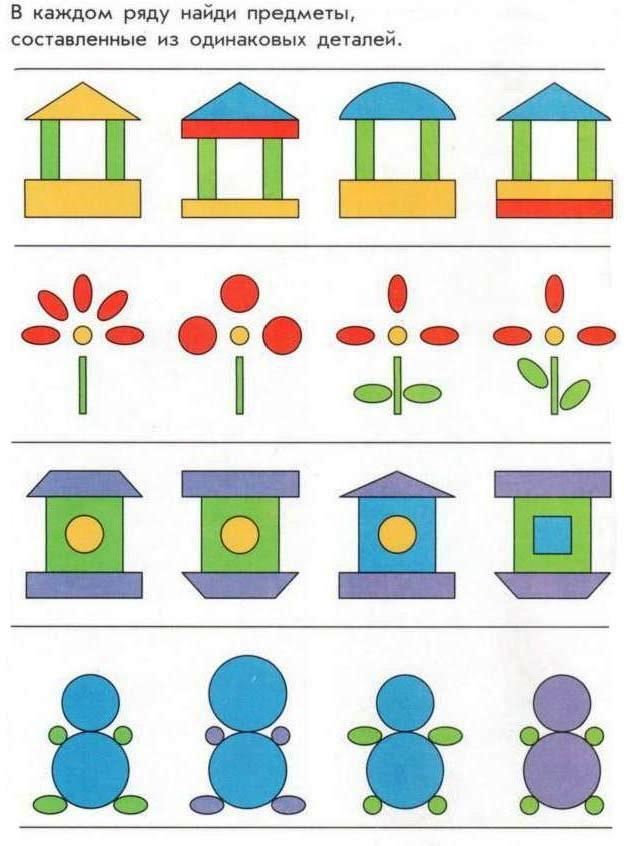 В каждом ряду найди предметы,
составленные из одинаковых деталей.